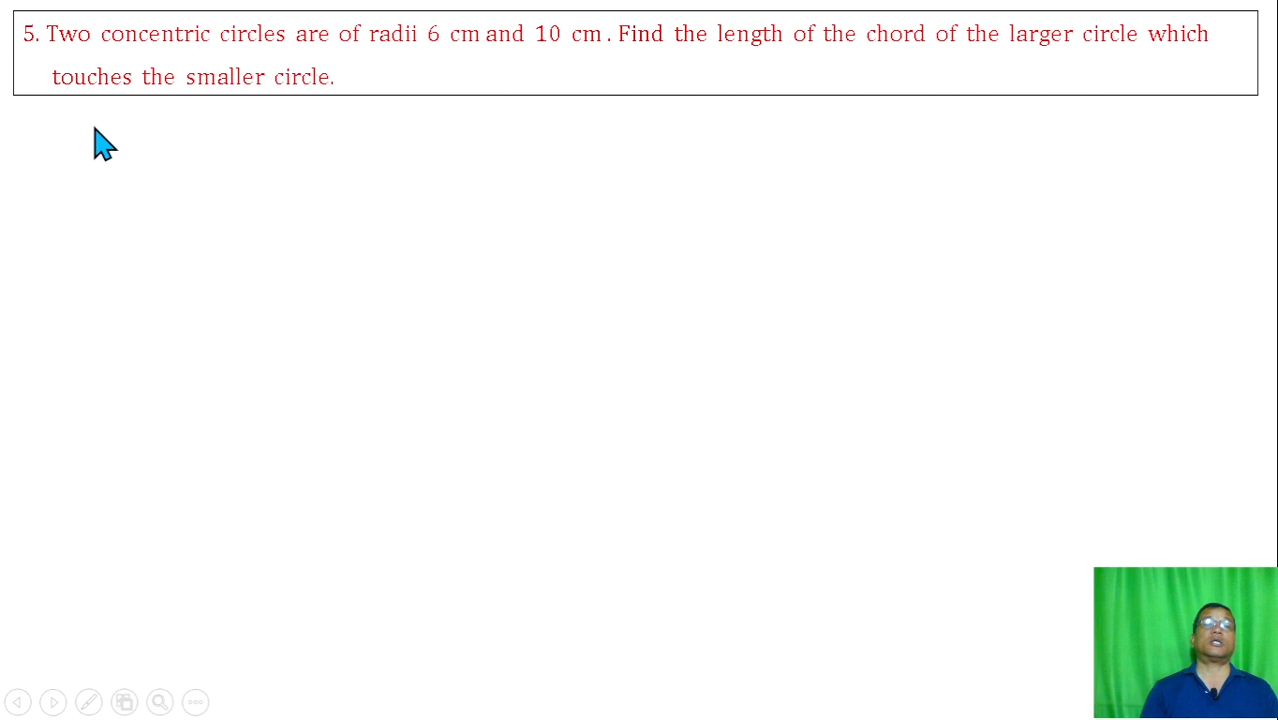 5. Two concentric circles are of radii 6 cm and 10 cm . Find the length of the chord of the larger circle which
touches the smaller circle.